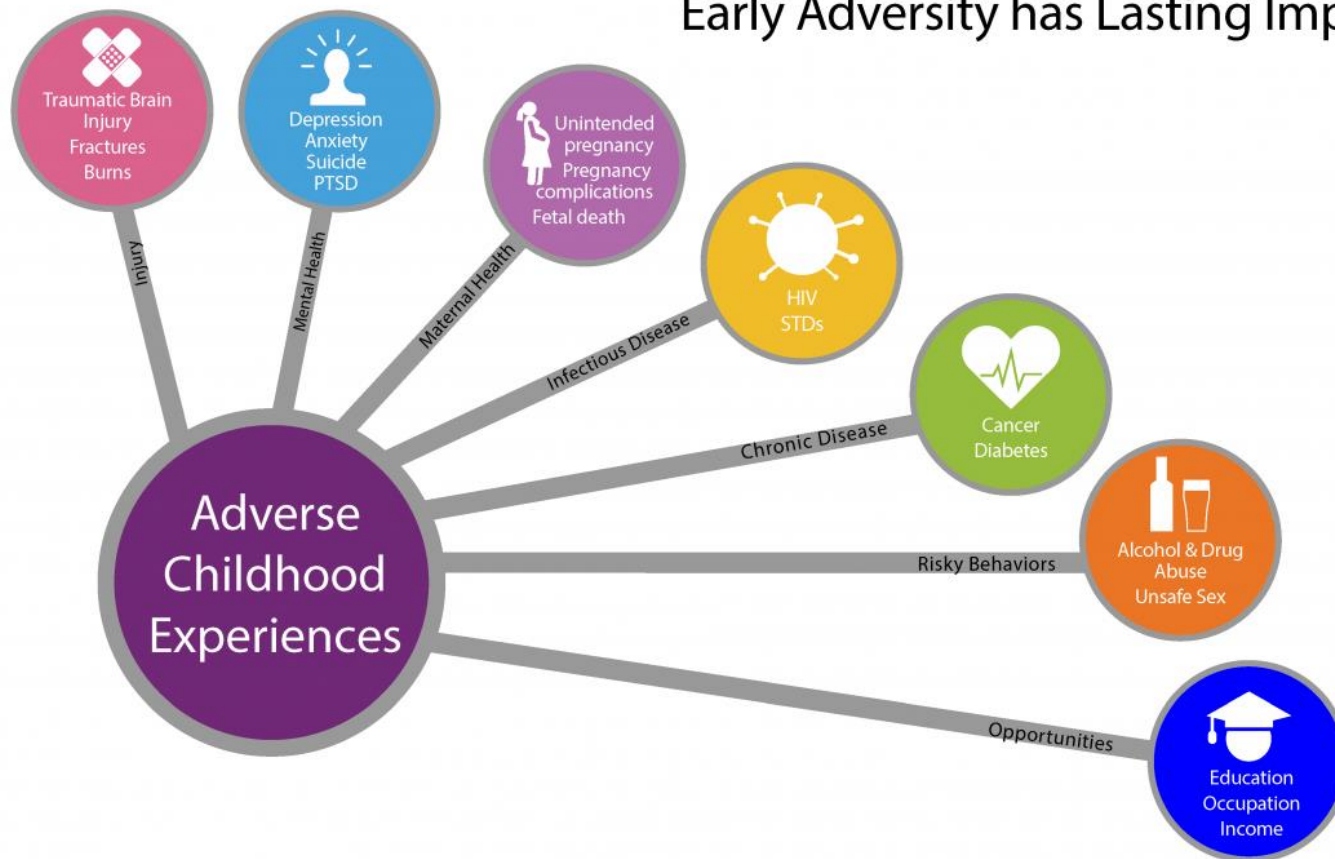 Early Adversity has Lasting
Traumatic Brain
Injury
Fractures
Burns
Injury
Depression
Anxiety
Suicide
PTSD
Mental Health
Unintended
pregnancy
Pregnancy
complications
Fetal death
Maternal Health
HIV
STDs
Infectious Disease
Cancer
Diabetes
Chronic Disease
Alcohol & Drug
Abuse
Unsafe Sex
Risky Behaviors
Education
Occupation
Income
Opportunities
Adverse
Childhood
Experiences